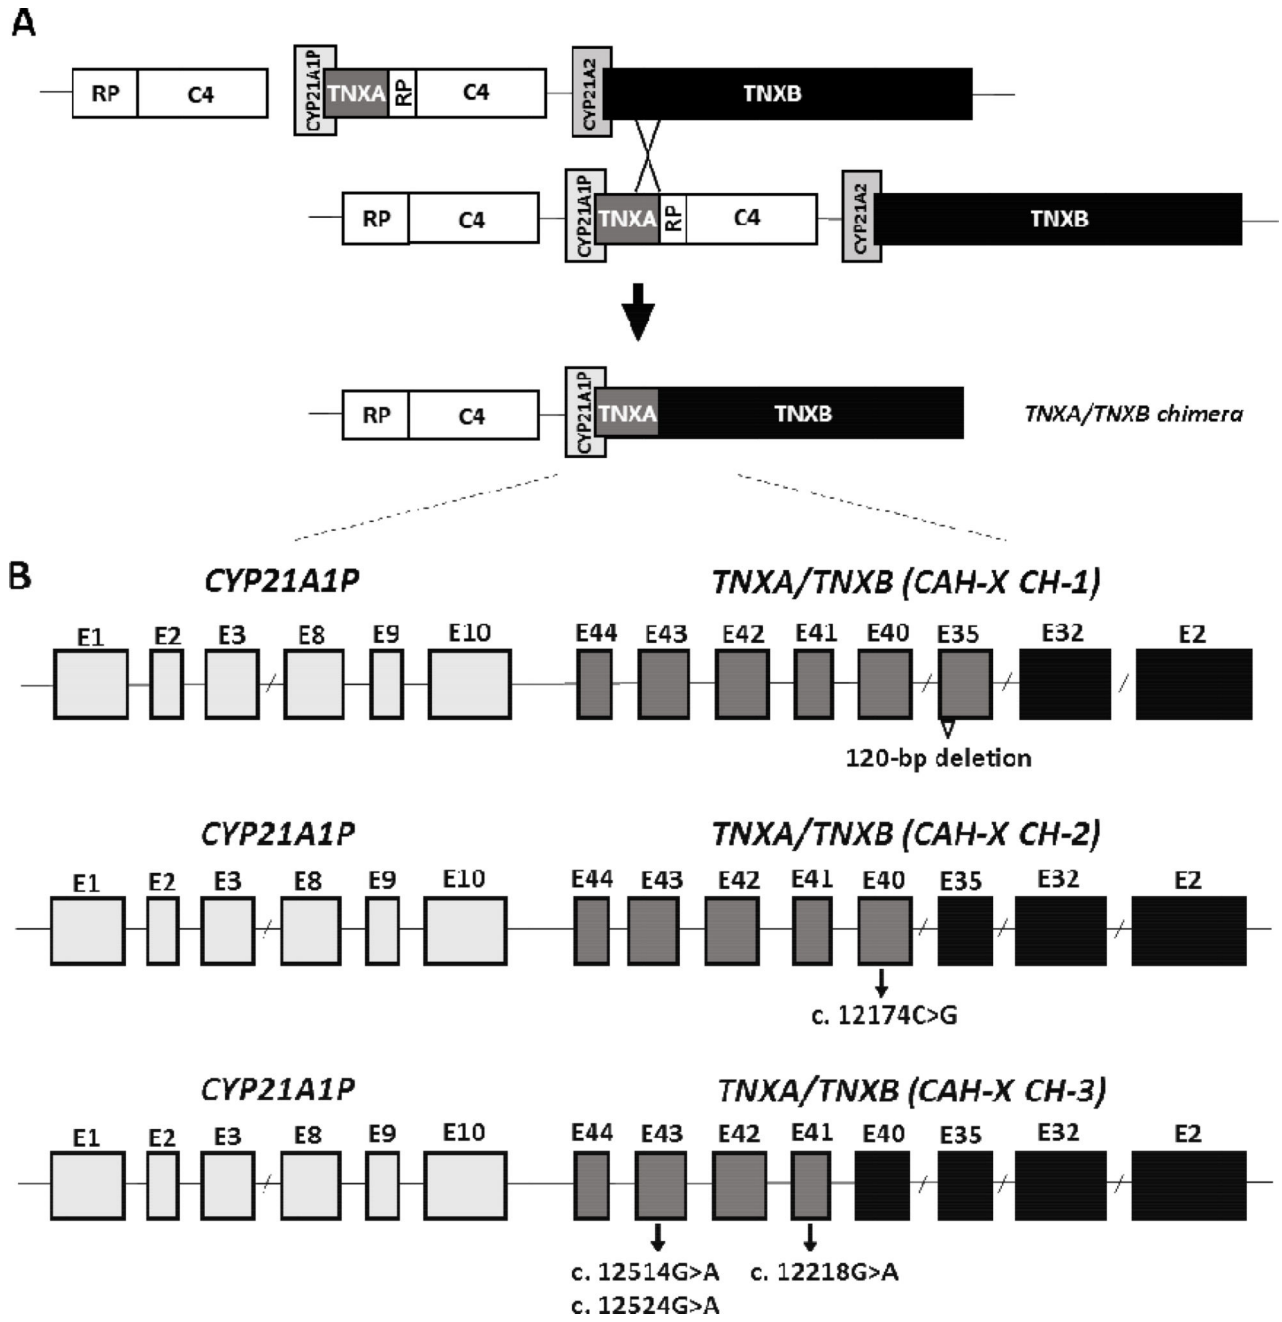 A
RP C4 CYP21A1P TNXA RP C4 CYP21A2 TNXB
RP C4 CYP21A1P TNXA RP C4 CYP21A2 TNXB
RP C4 CYP21A1P TNXA TNXB TNXA/TNXB chimera
B
CYP21A1P TNXA/TNXB (CAH-X CH-1)
E1 E2 E3 E8 E9 E10 E44 E43 E42 E41 E40 E35 E32 E2
/ / / /
120-bp deletion
CYP21A1P TNXA/TNXB (CAH-X CH-2)
E1 E2 E3 E8 E9 E10 E44 E43 E42 E41 E40 E35 E32 E2
/ / / /
c. 12174C>G
CYP21A1P TNXA/TNXB (CAH-X CH-3)
E1 E2 E3 E8 E9 E10 E44 E43 E42 E41 E40 E35 E32 E2
/ / / /
c. 12514G>A c. 12218G>A
c. 12524G>A